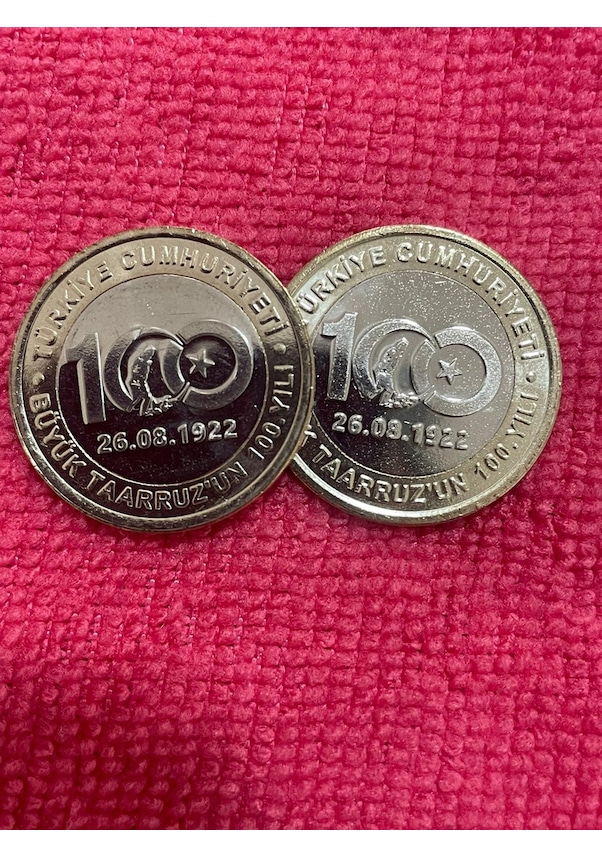 TÜRKİYE CUMHURİYETİ
100
26.08.1922
BÜYÜK TAARRUZ'UN 100.YILI
TÜRKİYE CUMHURİYETİ
100
26.08.1922
TAARRUZ'UN 100.YILI